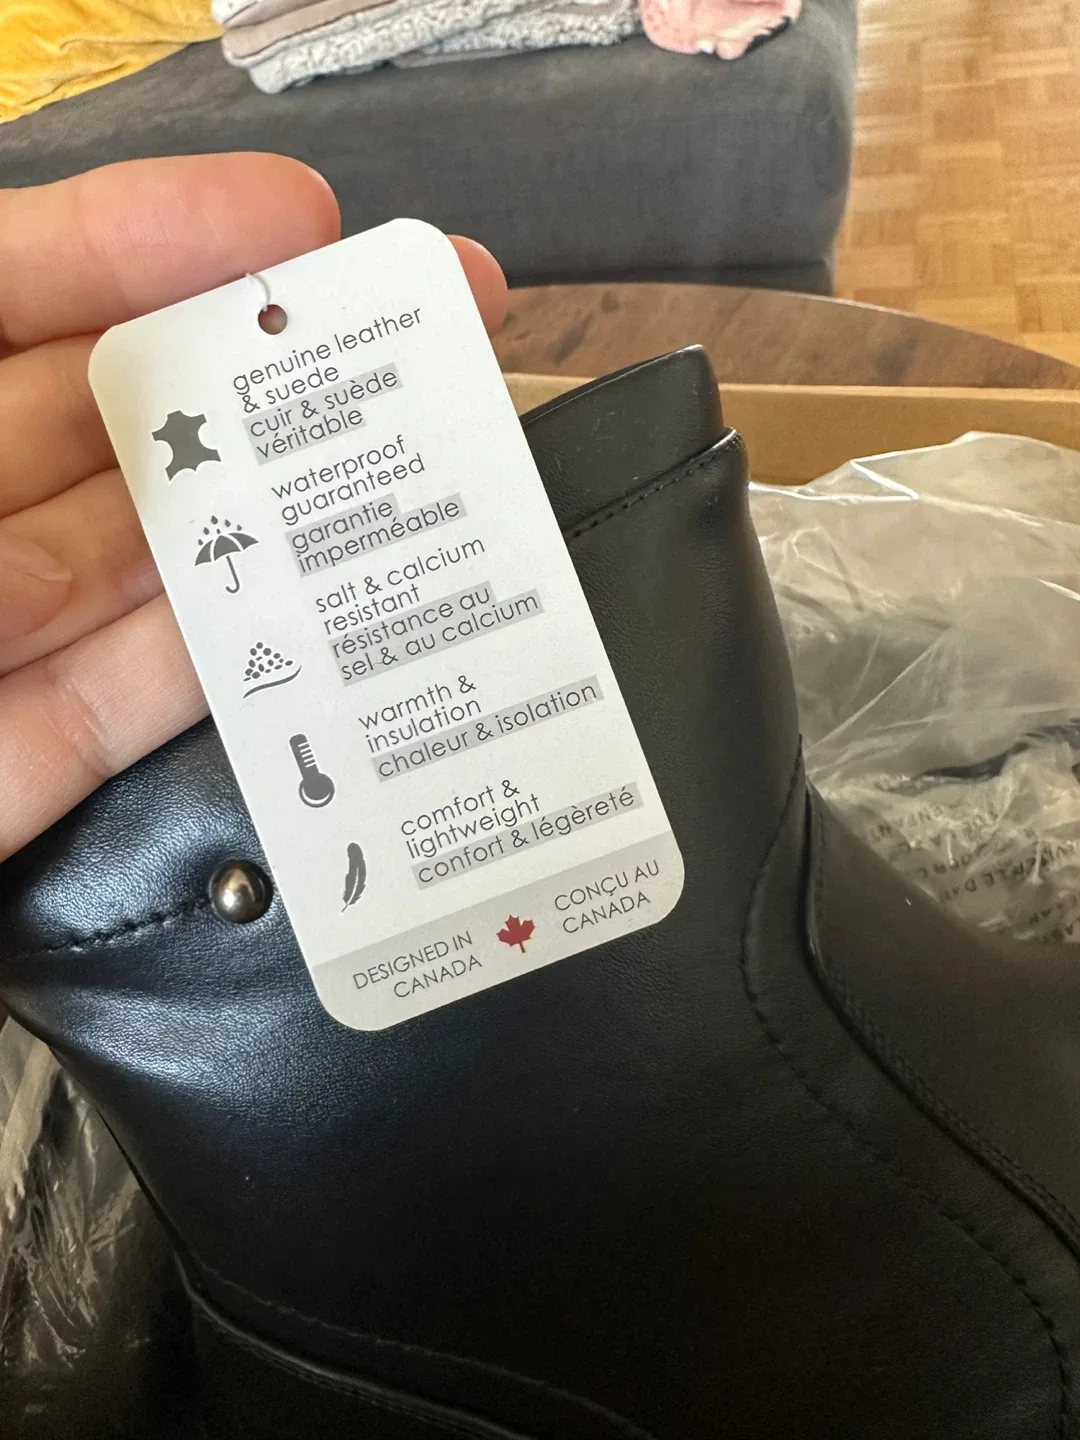 genuine leather
& suede
cuir & suède
véritable
waterproof
guaranteed
garantie
imperméable
salt & calcium
resistant
résistance au
sel & au calcium
warmth &
insulation
chaleur & isolation
comfort &
lightweight
confort & légèreté
DESIGNED IN
CANADA
CONÇU AU
CANADA